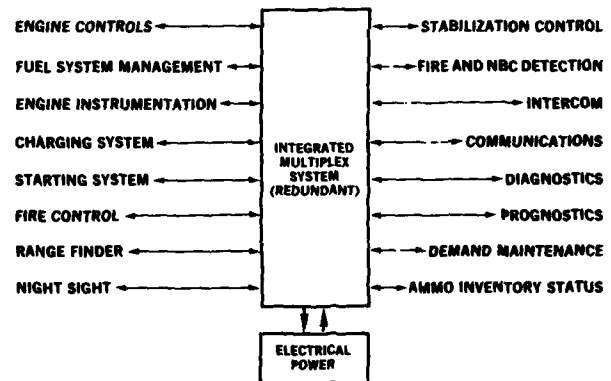 ENGINE CONTROLS
FUEL SYSTEM MANAGEMENT
ENGINE INSTRUMENTATION
CHARGING SYSTEM
STARTING SYSTEM
FIRE CONTROL
RANGE FINDER
NIGHT SIGHT
INTEGRATED
MULTIPLEX
SYSTEM
(REDUNDANT)
STABILIZATION CONTROL
FIRE AND NBC DETECTION
INTERCOM
COMMUNICATIONS
DIAGNOSTICS
PROGNOSTICS
DEMAND MAINTENANCE
AMMO INVENTORY STATUS
ELECTRICAL
POWER